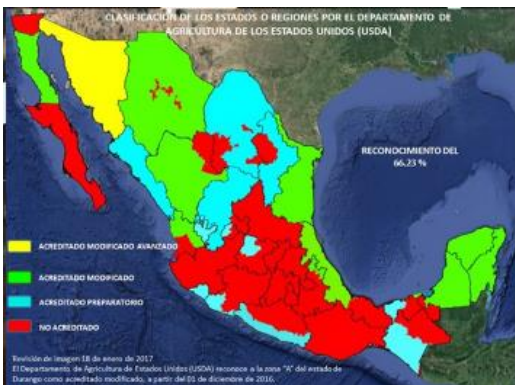 CLASIFICACIÓN DE LOS ESTADOS O REGIONES POR EL DEPARTAMENTO DE
AGRICULTURA DE LOS ESTADOS UNIDOS (USDA)
RECONOCIMIENTO DEL
66.23 %
ACREDITADO MODIFICADO AVANZADO
ACREDITADO MODIFICADO
ACREDITADO PREPARATORIO
NO ACREDITADO
Revisión de imagen 18 de enero de 2017
El Departamento de Agricultura de Estados Unidos (USDA) reconoce a la zona "A" del estado de
Durango como acreditado modificado, a partir del 01 de diciembre de 2016.